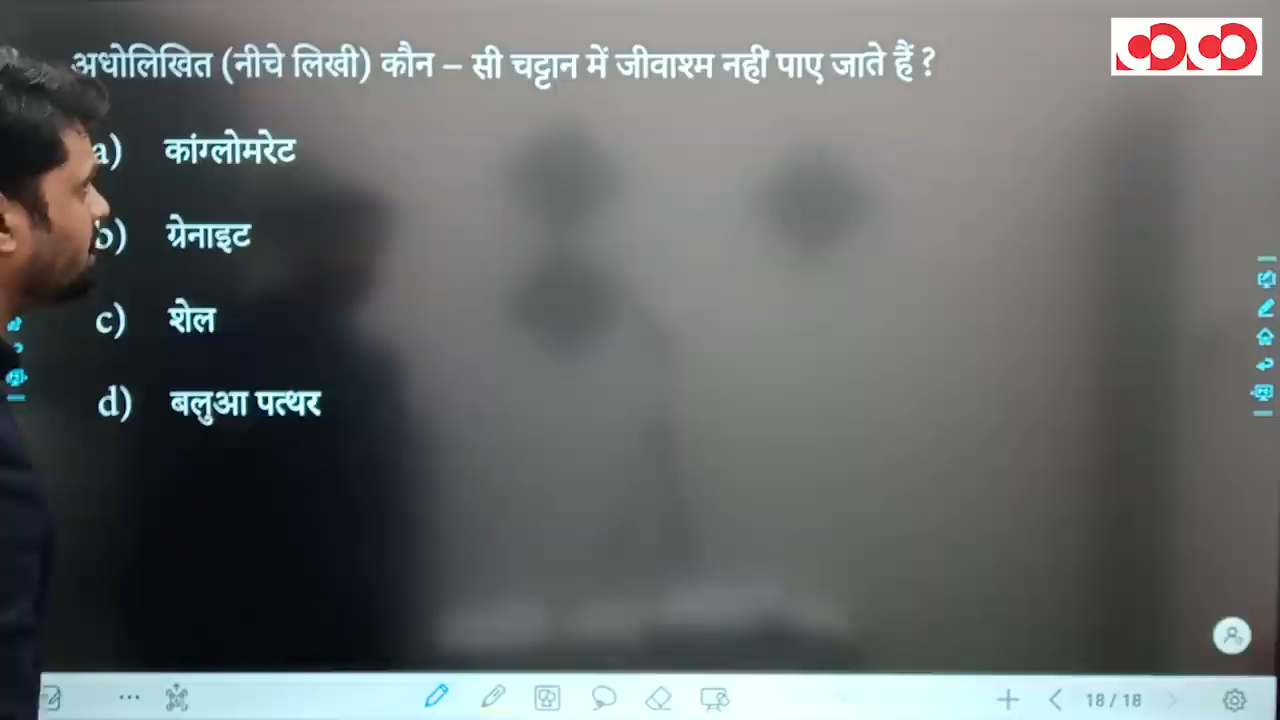 अधोलिखित (नीचे लिखी) कौन – सी चट्टान में जीवाश्म नहीं पाए जाते हैं ?
a) कांग्लोमरेट
b) ग्रेनाइट
c) शेल
d) बलुआ पत्थर
18 / 18